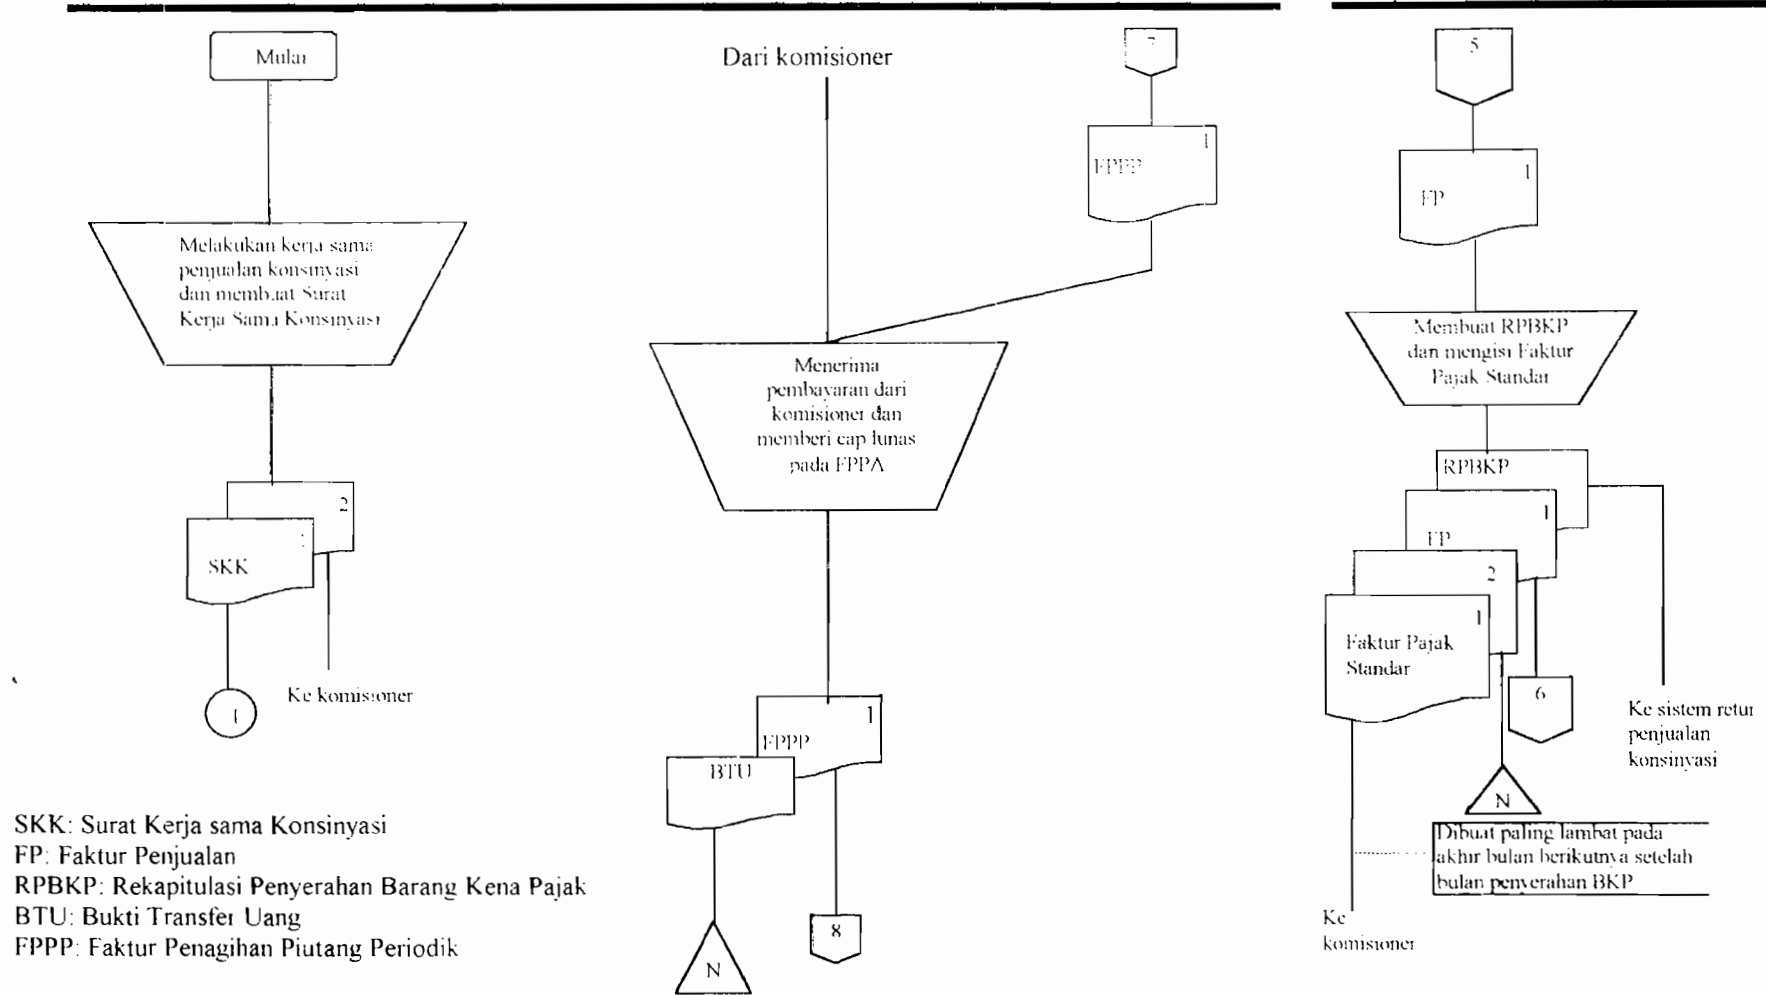 Mulai
Melakukan kerja sama
penjualan konsinyasi
dan membuat Surat
Kerja Sama Konsinyasi
2
1
SKK
1
Ke komisioner
Dari komisioner
7
1
FPPP
Menerima
pembayaran dari
komisioner dan
memberi cap lunas
pada FPPA
1
FPPP
BTU
N
8
5
1
FP
Membuat RPBKP
dan mengisi Faktur
Pajak Standar
RPBKP
1
FP
2
1
Faktur Pajak
Standar
6
Ke sistem retur
penjualan
konsinyasi
N
Dibuat paling lambat pada
akhir bulan berikutnya setelah
bulan penyerahan BKP
Ke
komisioner
SKK: Surat Kerja sama Konsinyasi
FP: Faktur Penjualan
RPBKP: Rekapitulasi Penyerahan Barang Kena Pajak
BTU: Bukti Transfer Uang
FPPP: Faktur Penagihan Piutang Periodik